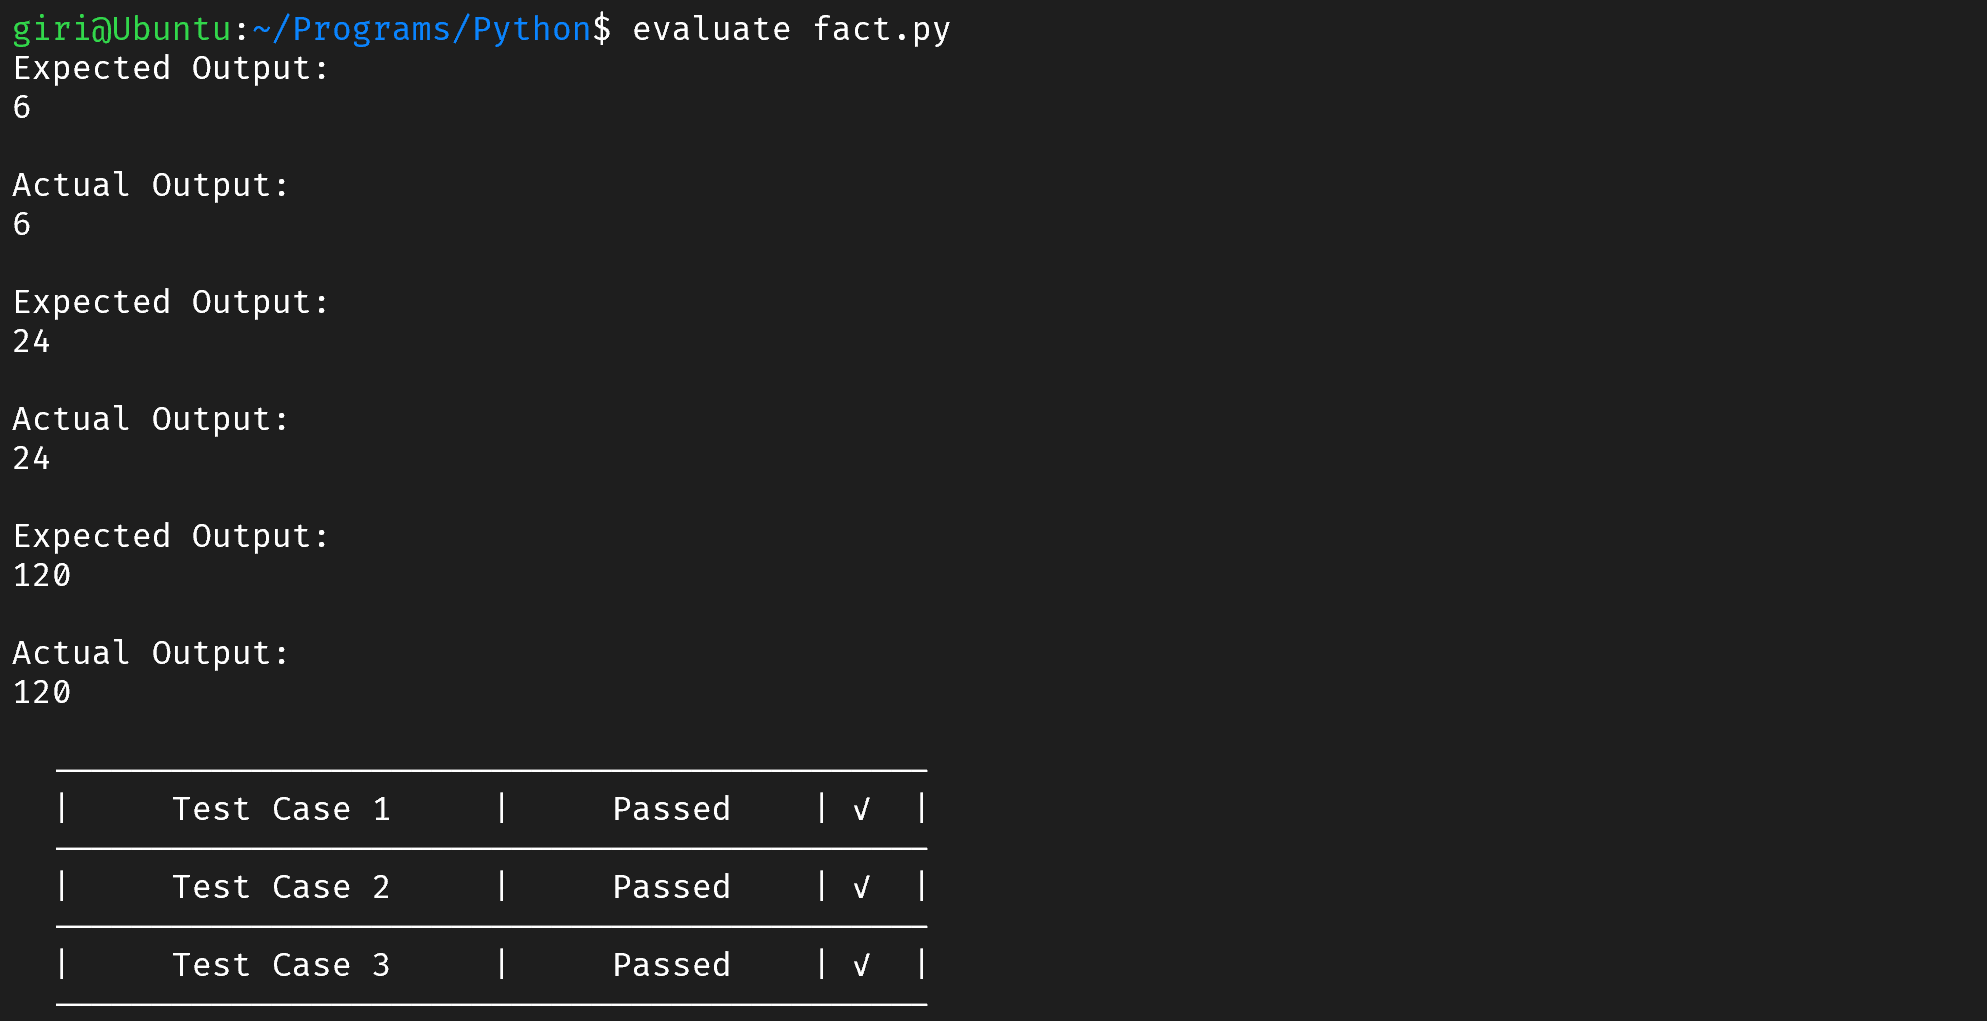 giri@Ubuntu:~/Programs/Python$ evaluate fact.py
Expected Output:
6
Actual Output:
6
Expected Output:
24
Actual Output:
24
Expected Output:
120
Actual Output:
120
| Test Case 1 | Passed | √ |
| Test Case 2 | Passed | √ |
| Test Case 3 | Passed | √ |